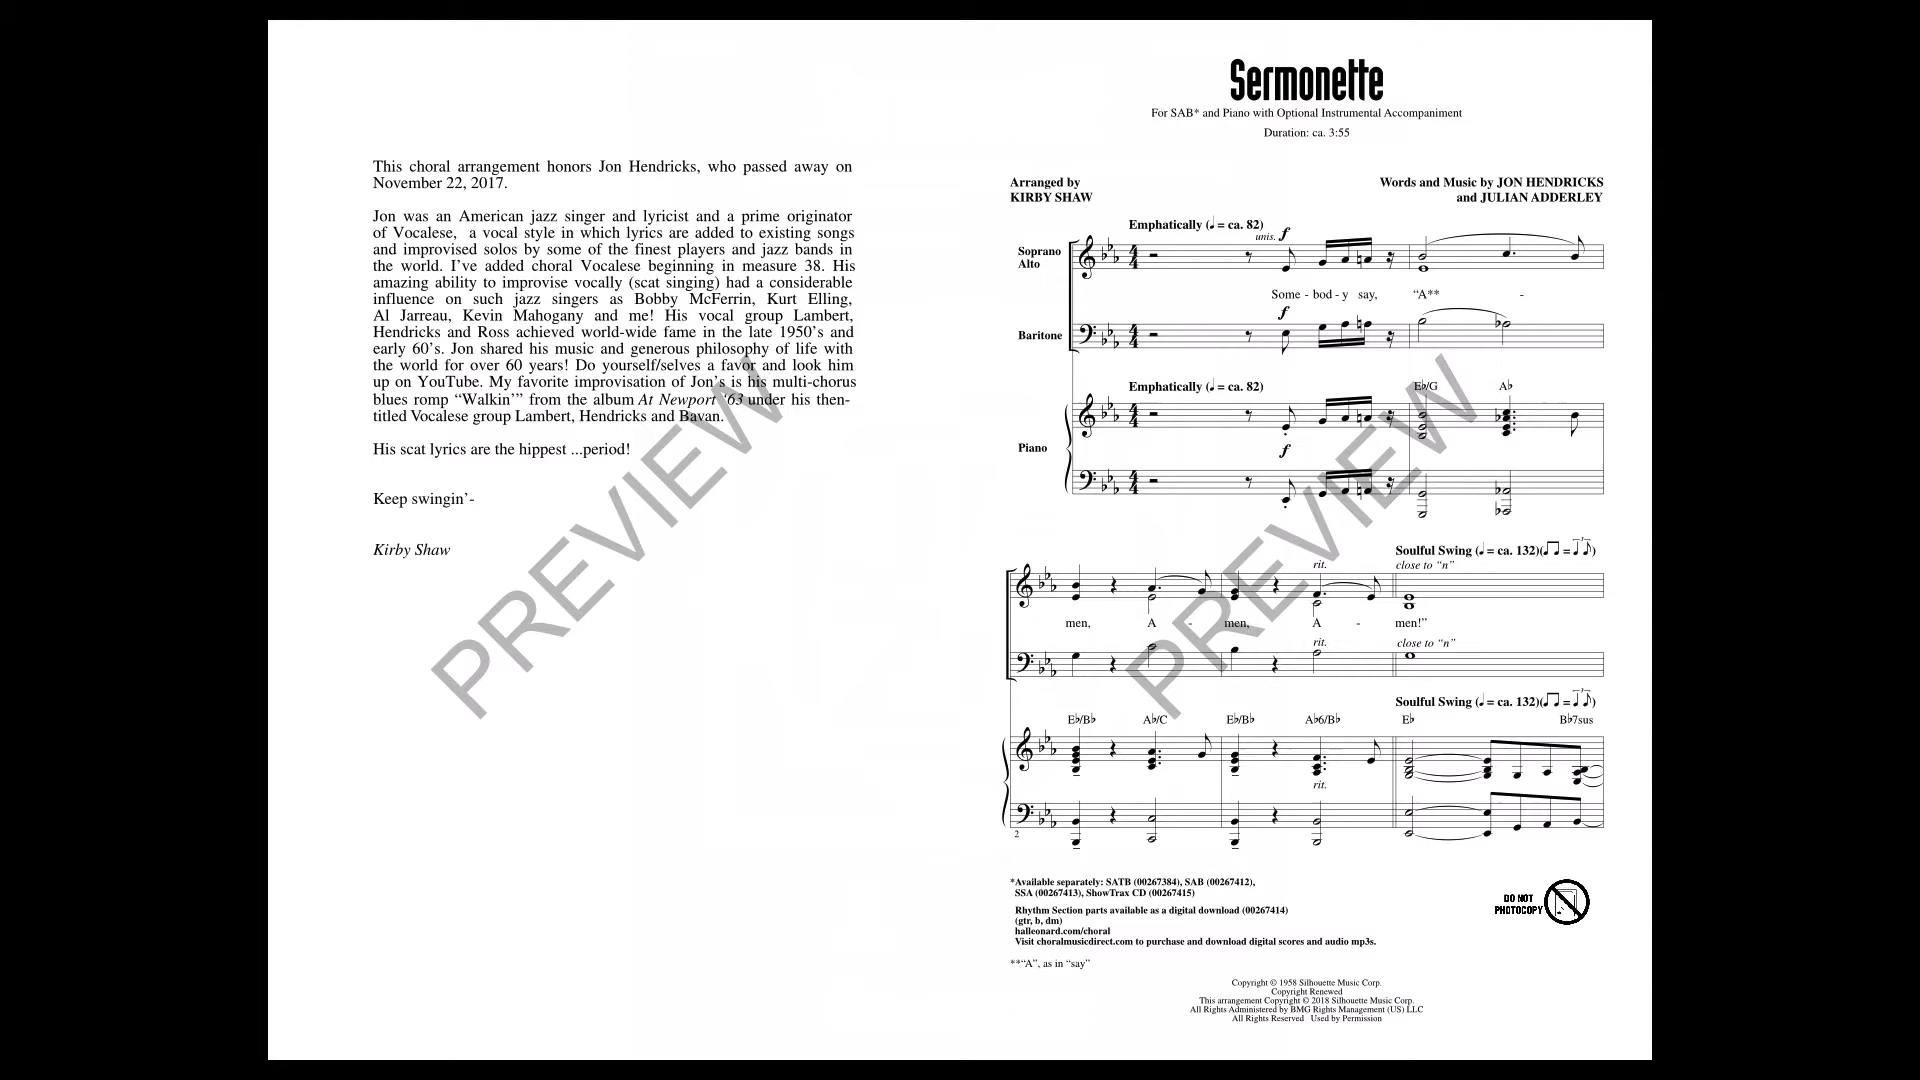 This choral arrangement honors Jon Hendricks, who passed away on
November 22, 2017.
Jon was an American jazz singer and lyricist and a prime originator
of Vocalese, a vocal style in which lyrics are added to existing songs
and improvised solos by some of the finest players and jazz bands in
the world. I’ve added choral Vocalese beginning in measure 38. His
amazing ability to improvise vocally (scat singing) had a considerable
influence on such jazz singers as Bobby McFerrin, Kurt Elling,
Al Jarreau, Kevin Mahogany and me! His vocal group Lambert,
Hendricks and Ross achieved world-wide fame in the late 1950’s and
early 60’s. Jon shared his music and generous philosophy of life with
the world for over 60 years! Do yourself/selves a favor and look him
up on YouTube. My favorite improvisation of Jon’s is his multi-chorus
blues romp “Walkin’” from the album At Newport ‘63 under his then-
titled Vocalese group Lambert, Hendricks and Bavan.
His scat lyrics are the hippest ...period!
Keep swingin’-
Kirby Shaw
PREVIEW
Sermonette
For SAB* and Piano with Optional Instrumental Accompaniment
Duration: ca. 3:55
Arranged by
KIRBY SHAW
Words and Music by JON HENDRICKS
and JULIAN ADDERLEY
Emphatically (♩ = ca. 82)
unis. f
Soprano
Alto
Some - bod - y say, “A** -
f
Baritone
Emphatically (♩ = ca. 82)
E♭/G A♭
Piano
f
Soulful Swing (♩ = ca. 132)(♫ = ♩ ♪)
3
rit. close to “n”
men, A - men, A - men!”
rit. close to “n”
Soulful Swing (♩ = ca. 132)(♫ = ♩ ♪)
3
E♭/B♭ A♭/C E♭/B♭ A♭6/B♭ E♭ B♭7sus
rit.
2
PREVIEW
*Available separately: SATB (00267384), SAB (00267412),
SSA (00267413), ShowTrax CD (00267415)
Rhythm Section parts available as a digital download (00267414)
(gtr, b, dm)
halleonard.com/choral
Visit choralmusicdirect.com to purchase and download digital scores and audio mp3s.
DO NOT
PHOTOCOPY
**“A”, as in “say”
Copyright © 1958 Silhouette Music Corp.
Copyright Renewed
This arrangement Copyright © 2018 Silhouette Music Corp.
All Rights Administered by BMG Rights Management (US) LLC
All Rights Reserved Used by Permission